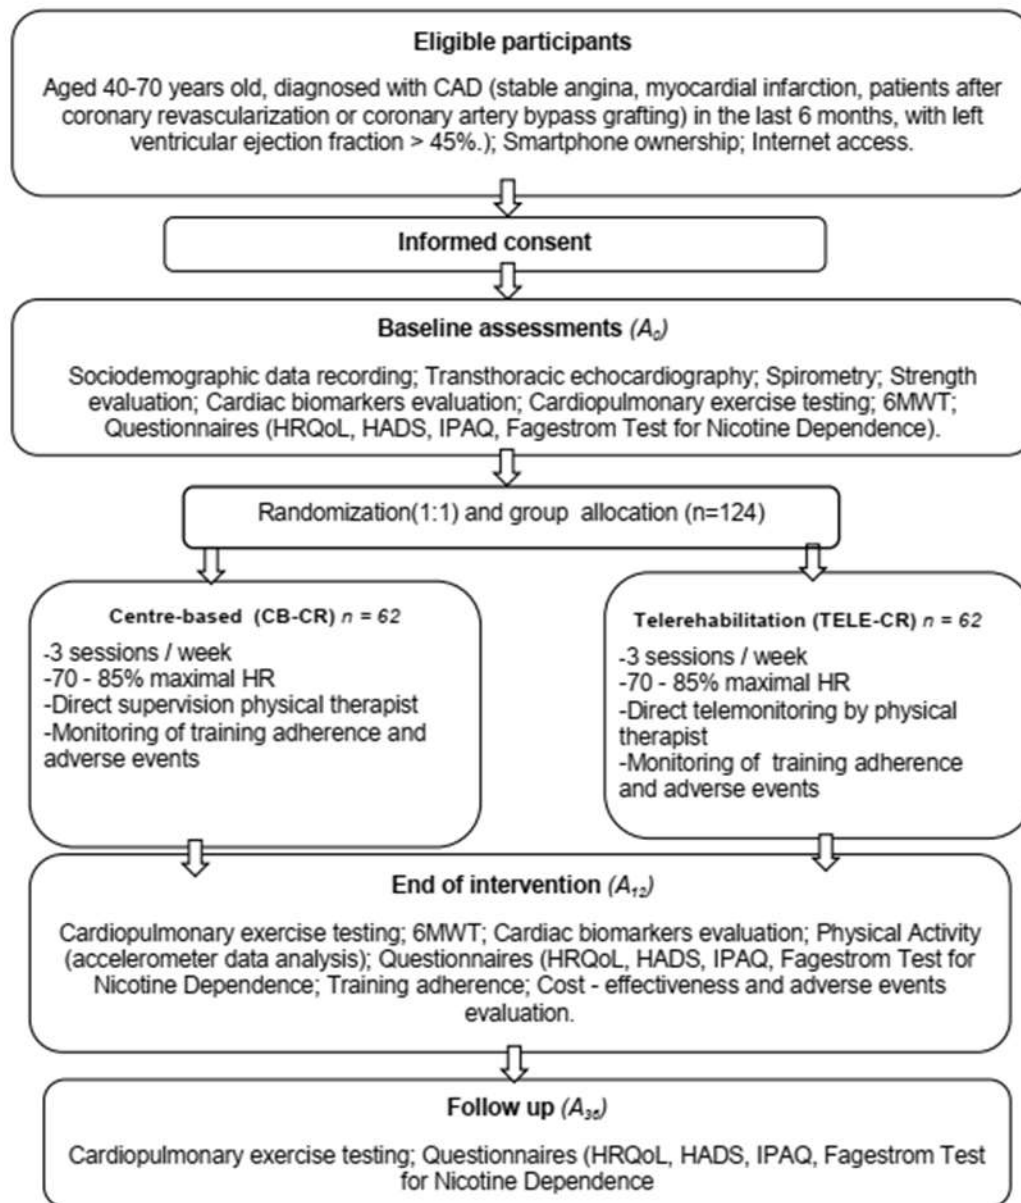 Eligible participants
Aged 40-70 years old, diagnosed with CAD (stable angina, myocardial infarction, patients after
coronary revascularization or coronary artery bypass grafting) in the last 6 months, with left
ventricular ejection fraction > 45%.); Smartphone ownership; Internet access.
Informed consent
Baseline assessments (A₀)
Sociodemographic data recording; Transthoracic echocardiography; Spirometry; Strength
evaluation; Cardiac biomarkers evaluation; Cardiopulmonary exercise testing; 6MWT;
Questionnaires (HRQoL, HADS, IPAQ, Fagestrom Test for Nicotine Dependence).
Randomization(1:1) and group allocation (n=124)
Centre-based (CB-CR) n = 62
-3 sessions / week
-70 - 85% maximal HR
-Direct supervision physical therapist
-Monitoring of training adherence and
adverse events
Telerehabilitation (TELE-CR) n = 62
-3 sessions / week
-70 - 85% maximal HR
-Direct telemonitoring by physical
therapist
-Monitoring of training adherence
and adverse events
End of intervention (A₁₂)
Cardiopulmonary exercise testing; 6MWT; Cardiac biomarkers evaluation; Physical Activity
(accelerometer data analysis); Questionnaires (HRQoL, HADS, IPAQ, Fagestrom Test for
Nicotine Dependence; Training adherence; Cost - effectiveness and adverse events
evaluation.
Follow up (A₃₆)
Cardiopulmonary exercise testing; Questionnaires (HRQoL, HADS, IPAQ, Fagestrom Test
for Nicotine Dependence